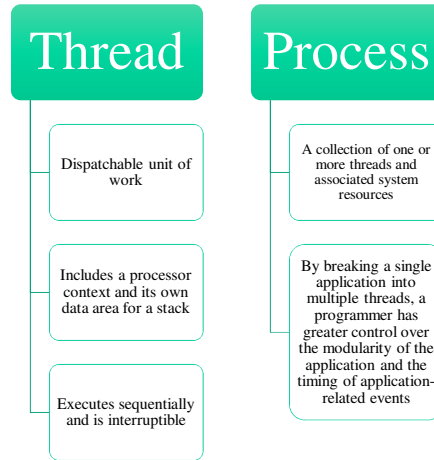 Thread
Dispatchable unit of
work
Includes a processor
context and its own
data area for a stack
Executes sequentially
and is interruptible
Process
A collection of one or
more threads and
associated system
resources
By breaking a single
application into
multiple threads, a
programmer has
greater control over
the modularity of the
application and the
timing of application-
related events